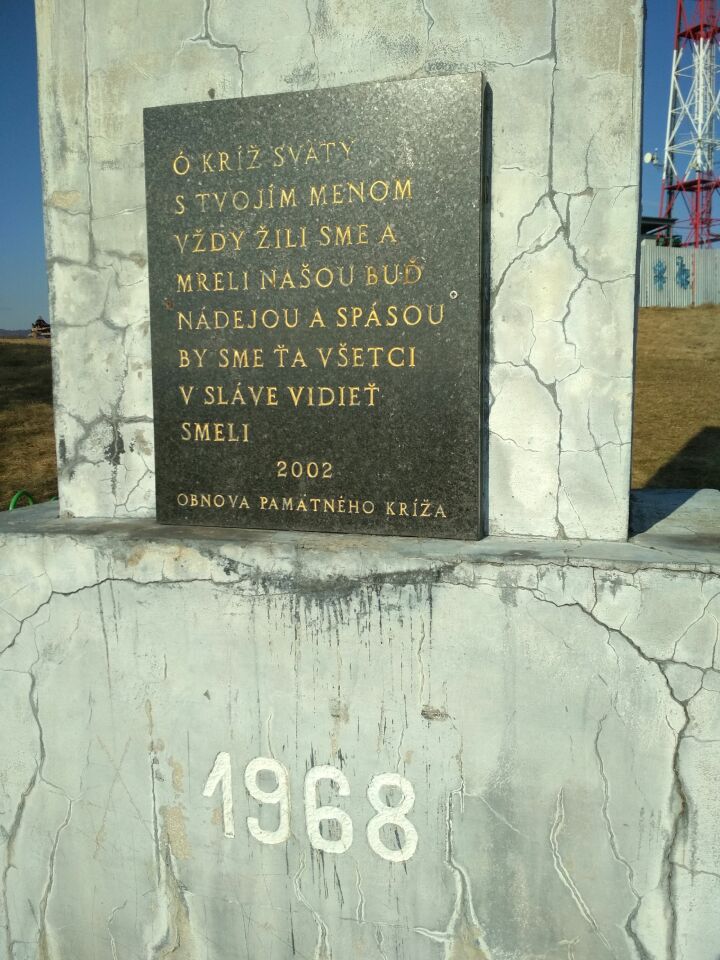 Ó KRÍŽ SVÄTÝ
S TVOJÍM MENOM
VŽDY ŽILI SME A
MRELI NAŠOU BUĎ
NÁDEJOU A SPÁSOU
BY SME ŤA VŠETCI
V SLÁVE VIDIEŤ
SMELI
2002
OBNOVA PAMÄTNÉHO KRÍŽA
1968